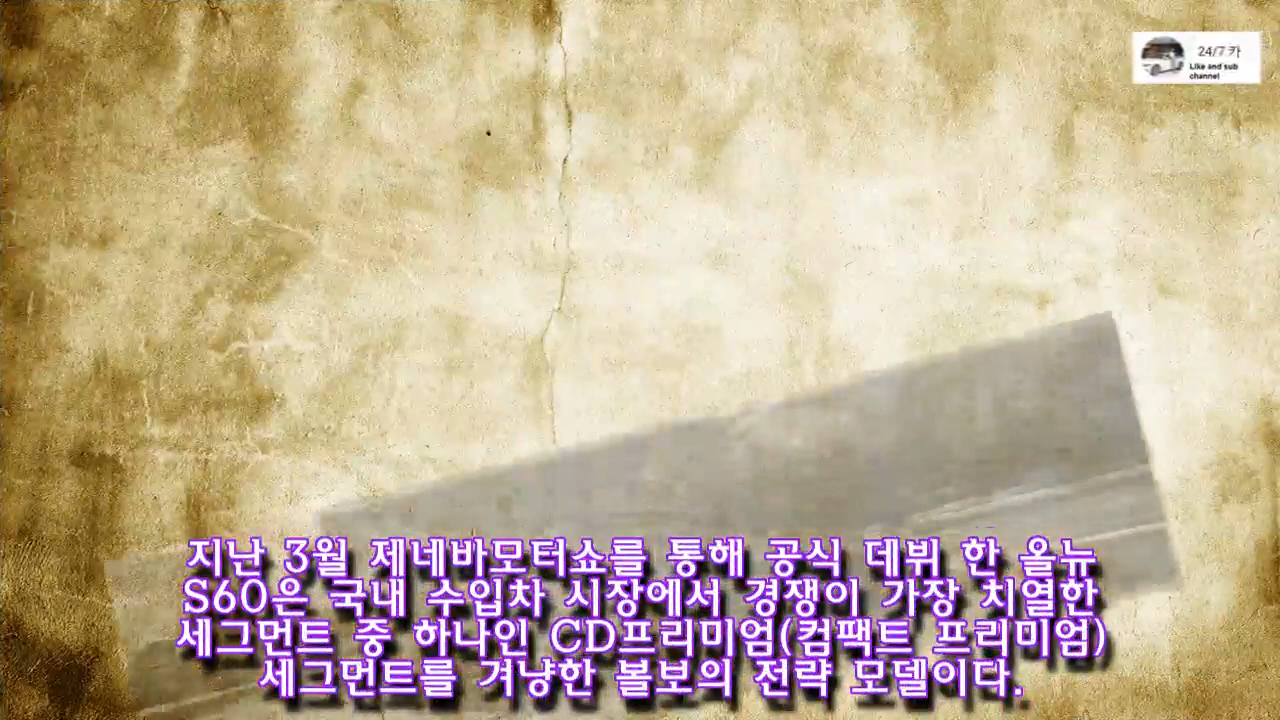 24/7 카
Like and sub
channel
지난 3월 제네바모터쇼를 통해 공식 데뷔 한 올뉴
S60은 국내 수입차 시장에서 경쟁이 가장 치열한
세그먼트 중 하나인 CD프리미엄(컴팩트 프리미엄)
세그먼트를 겨냥한 볼보의 전략 모델이다.